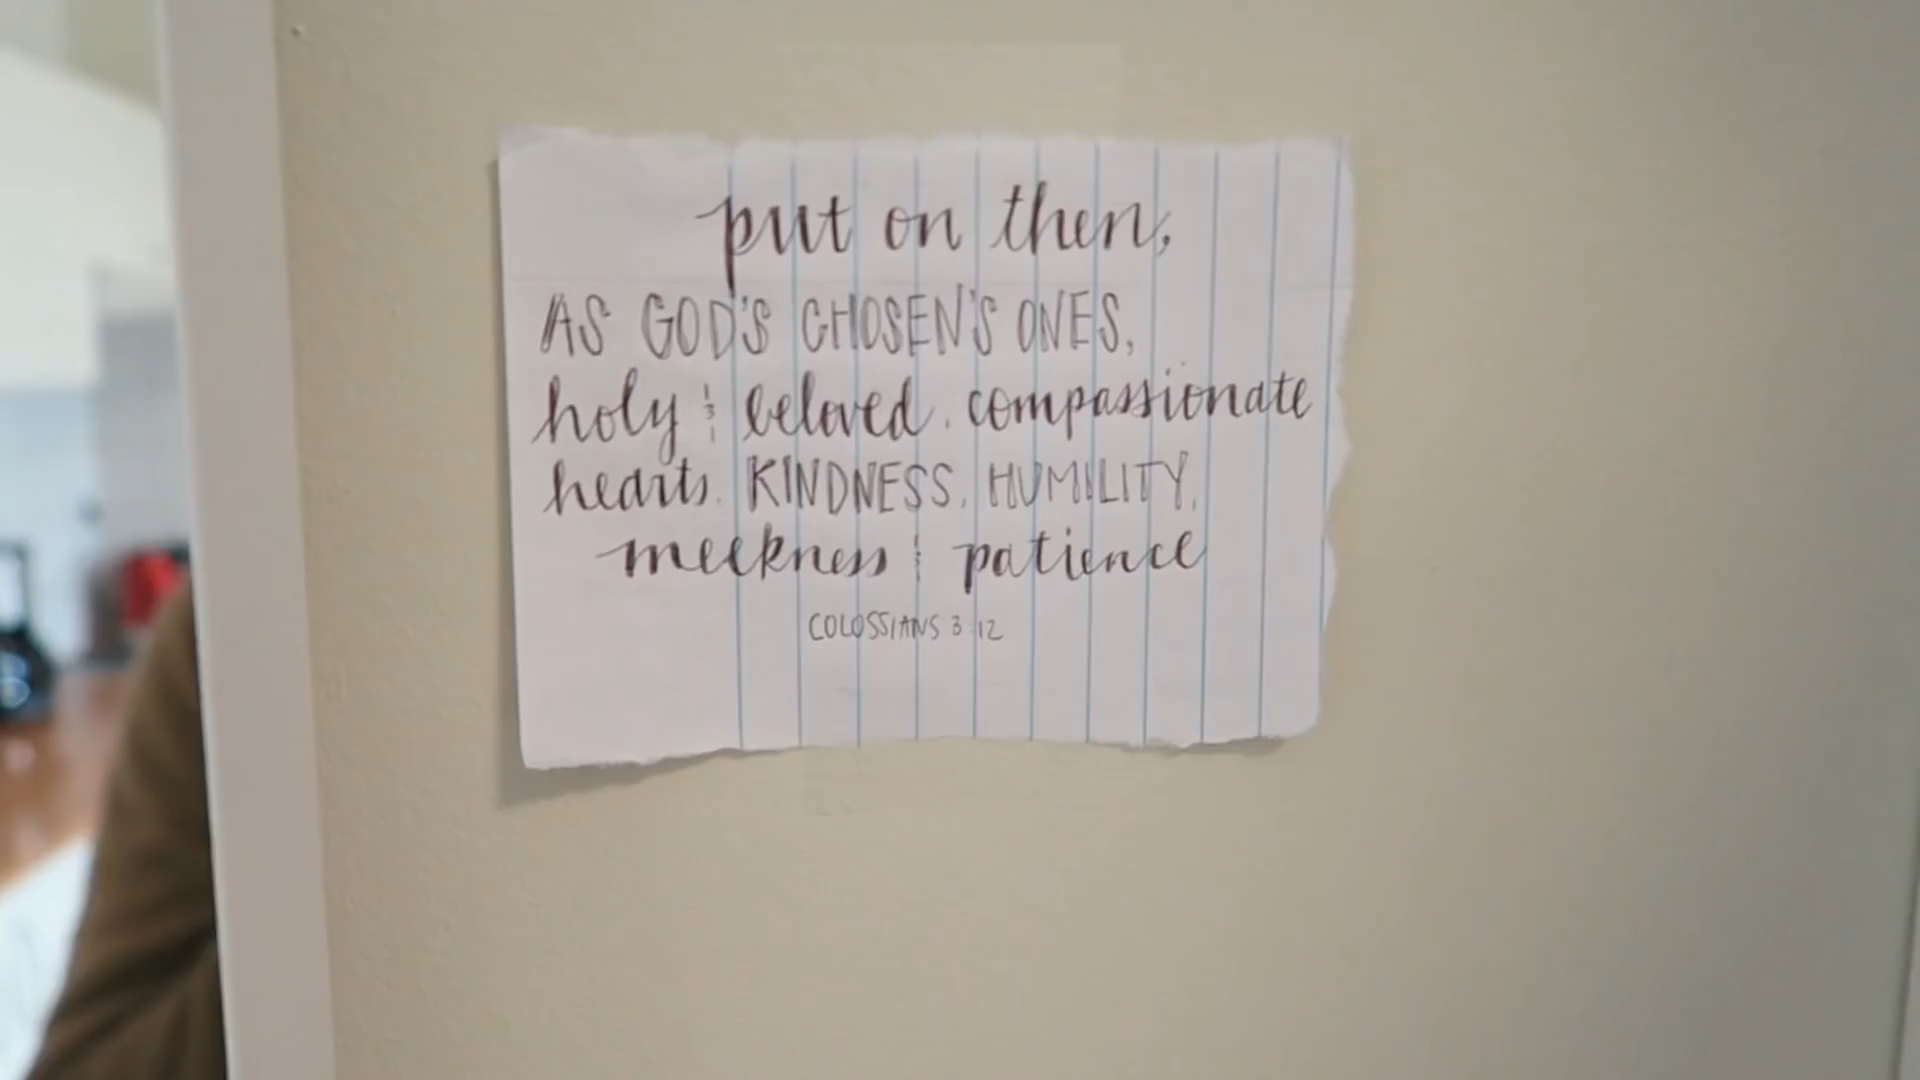 put on then,
AS GOD'S CHOSEN'S ONES,
holy & beloved, compassionate
hearts, KINDNESS, HUMILITY,
meekness & patience
COLOSSIANS 3:12